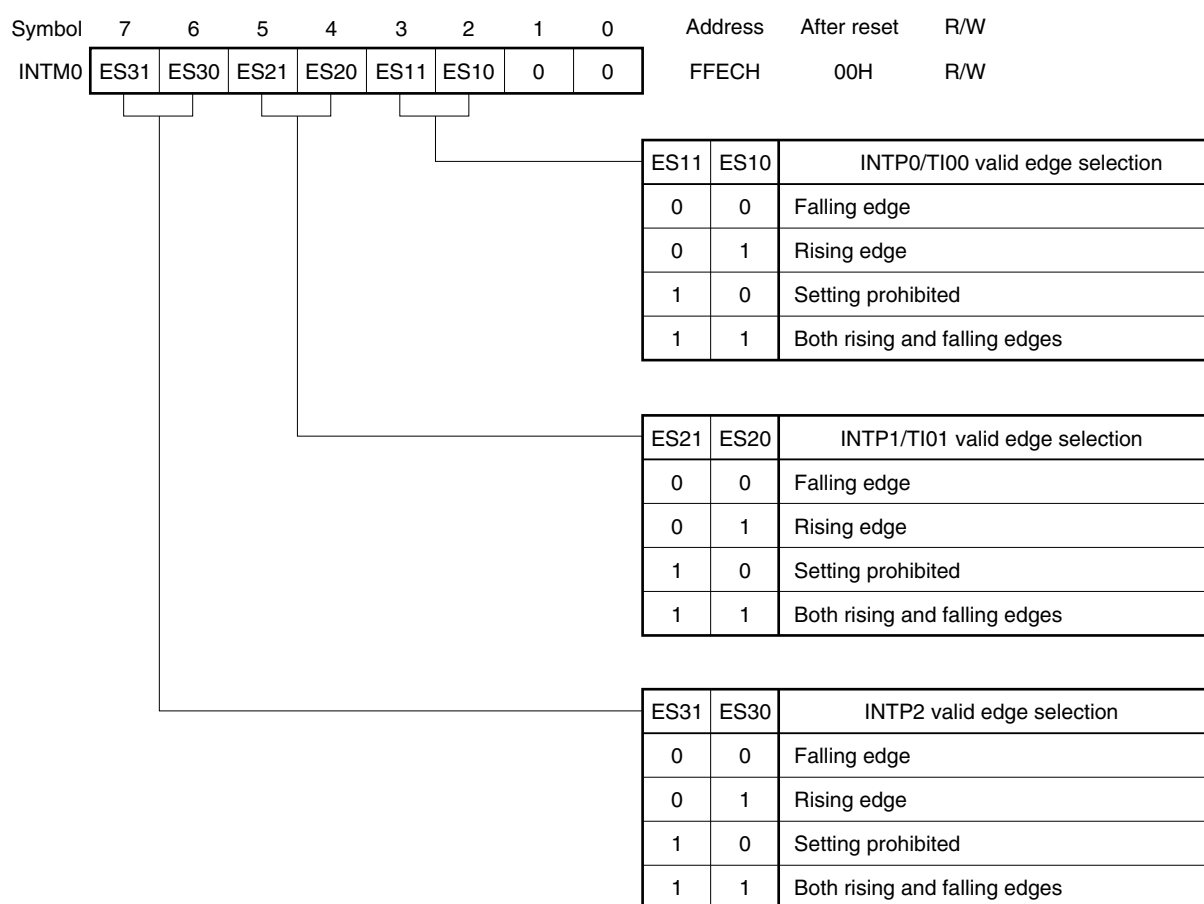 Symbol 7 6 5 4 3 2 1 0 Address After reset R/W
INTM0 ES31 ES30 ES21 ES20 ES11 ES10 0 0 FFECH 00H R/W
ES11 ES10 INTP0/TI00 valid edge selection
0 0 Falling edge
0 1 Rising edge
1 0 Setting prohibited
1 1 Both rising and falling edges
ES21 ES20 INTP1/TI01 valid edge selection
0 0 Falling edge
0 1 Rising edge
1 0 Setting prohibited
1 1 Both rising and falling edges
ES31 ES30 INTP2 valid edge selection
0 0 Falling edge
0 1 Rising edge
1 0 Setting prohibited
1 1 Both rising and falling edges